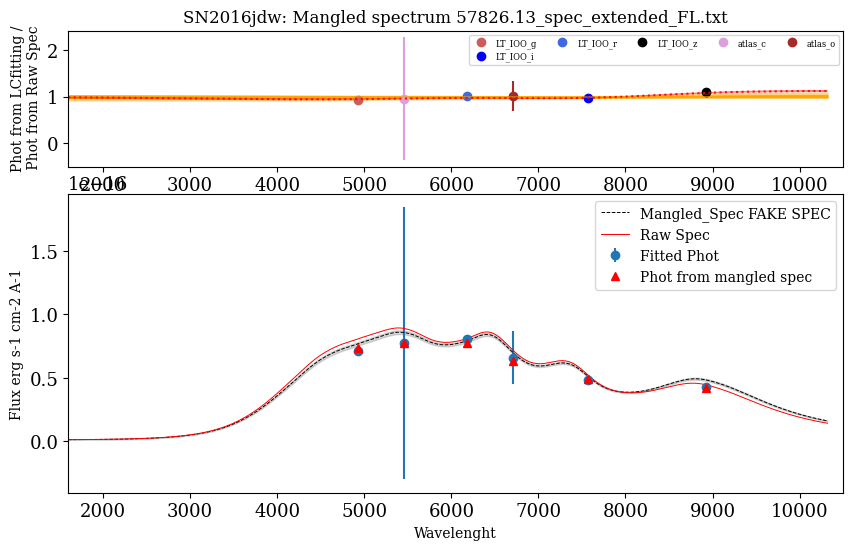 SN2016jdw: Mangled spectrum 57826.13_spec_extended_FL.txt
Phot from LCfitting /
Phot from Raw Spec
2
1
0
LT_IOO_g
LT_IOO_r
LT_IOO_z
atlas_c
atlas_o
LT_IOO_i
2000 3000 4000 5000 6000 7000 8000 9000 10000
1e−16
Flux erg s-1 cm-2 A-1
1.5
1.0
0.5
0.0
Mangled_Spec FAKE SPEC
Raw Spec
Fitted Phot
Phot from mangled spec
2000 3000 4000 5000 6000 7000 8000 9000 10000
Wavelenght